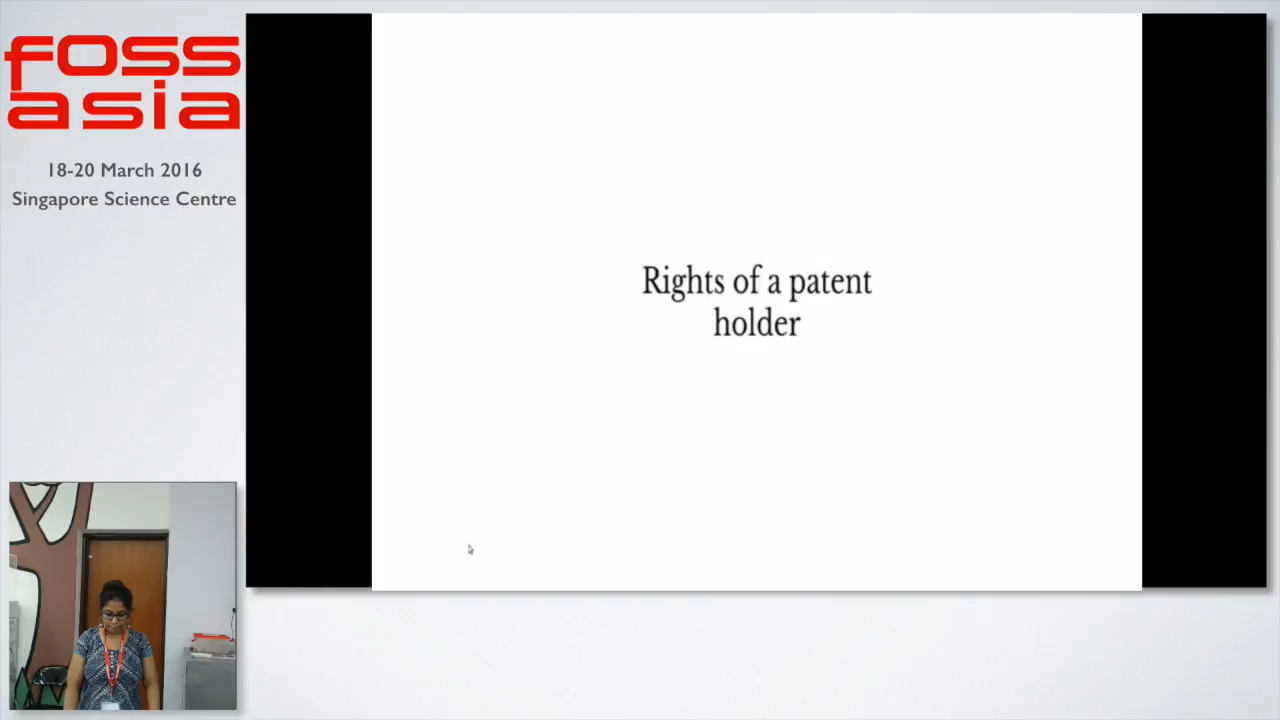 foss
asia
18-20 March 2016
Singapore Science Centre
Rights of a patent
holder